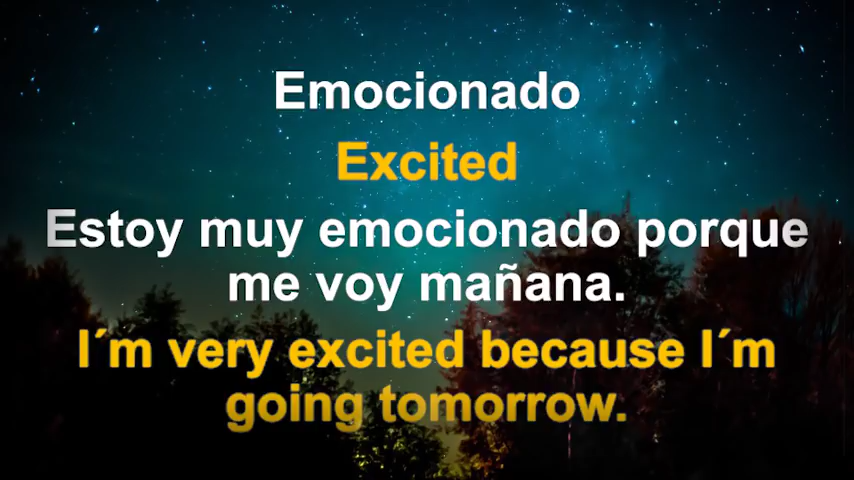 Emocionado
Excited
Estoy muy emocionado porque
me voy mañana.
I´m very excited because I´m
going tomorrow.